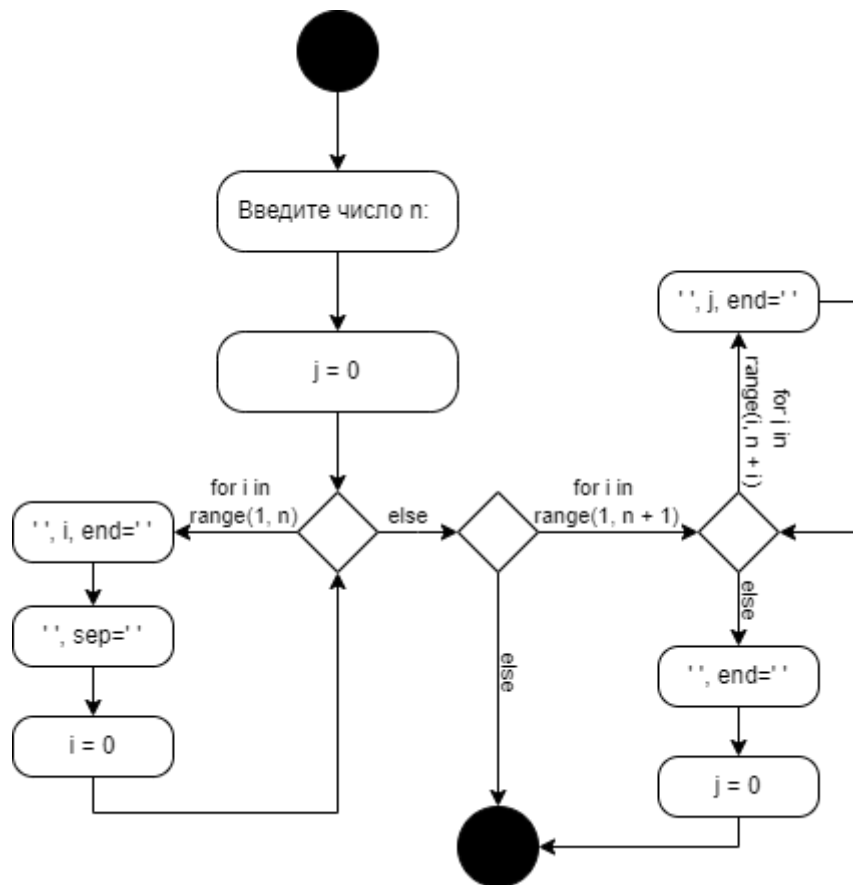 Введите число n:
j = 0
for i in
range(1, n)
' ', i, end=' '
' ', sep=' '
i = 0
else
for i in
range(1, n + 1)
else
for j in
range(i, n + i)
' ', j, end=' '
else
' ', end=' '
j = 0